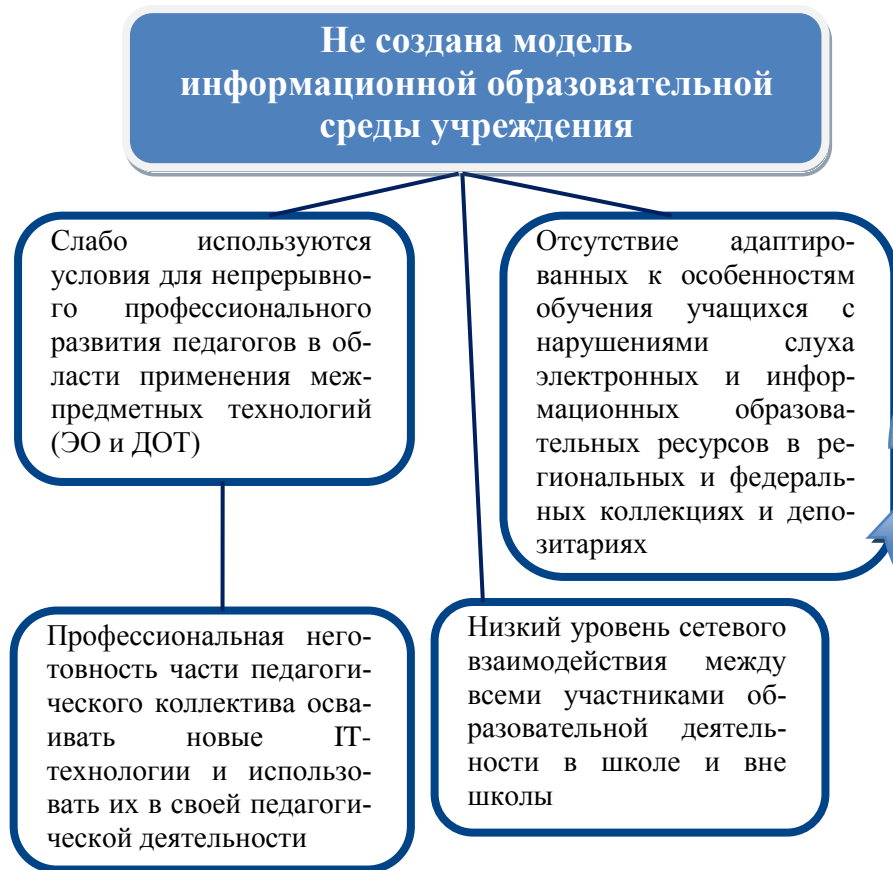 Не создана модель
информационной образовательной
среды учреждения
Слабо используются
условия для непрерывно-
го профессионального
развития педагогов в об-
ласти применения меж-
предметных технологий
(ЭО и ДОТ)
Отсутствие адаптиро-
ванных к особенностям
обучения учащихся с
нарушениями слуха
электронных и инфор-
мационных образова-
тельных ресурсов в ре-
гиональных и федераль-
ных коллекциях и депо-
зитариях
Профессиональная него-
товность части педагоги-
ческого коллектива осва-
ивать новые IT-
технологии и использо-
вать их в своей педагоги-
ческой деятельности
Низкий уровень сетевого
взаимодействия между
всеми участниками об-
разовательной деятель-
ности в школе и вне
школы